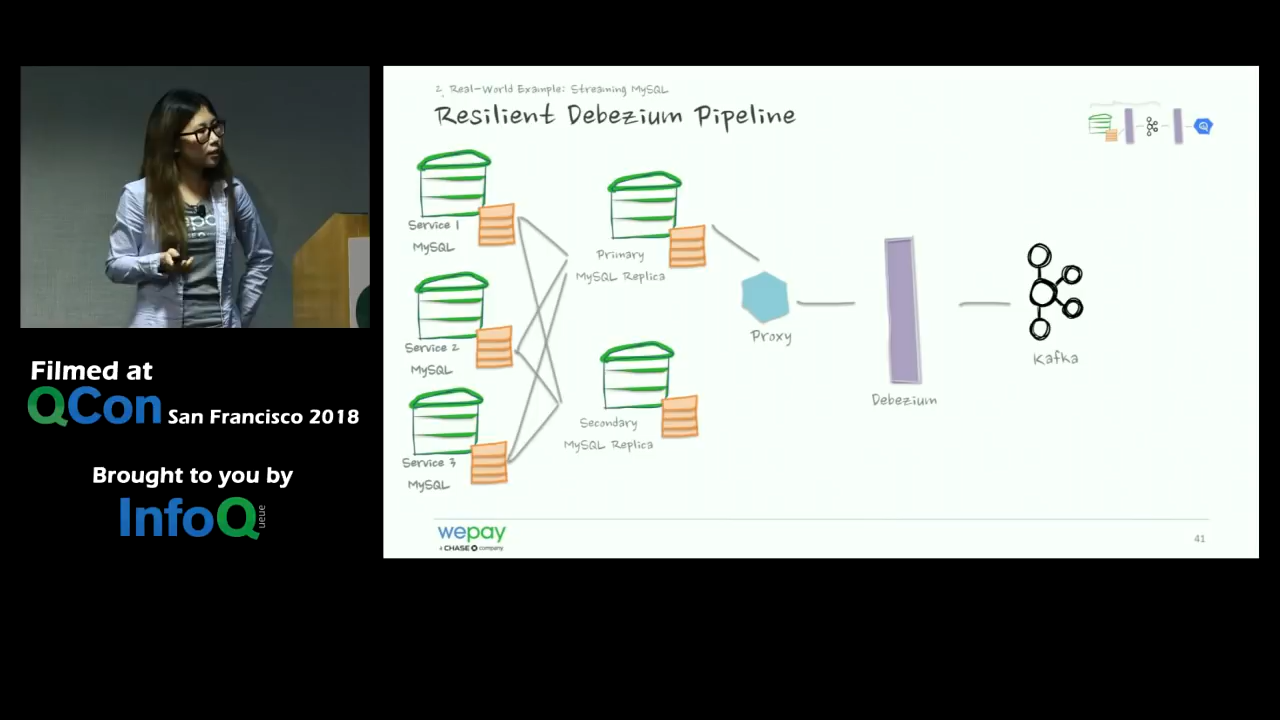 2. Real-World Example: Streaming MySQL
Resilient Debezium Pipeline
Service 1
MySQL
Service 2
MySQL
Service 3
MySQL
Primary
MySQL Replica
Secondary
MySQL Replica
Proxy
Debezium
Kafka
wepay
a CHASE company
41
Filmed at
QCon San Francisco 2018
Brought to you by
InfoQueue